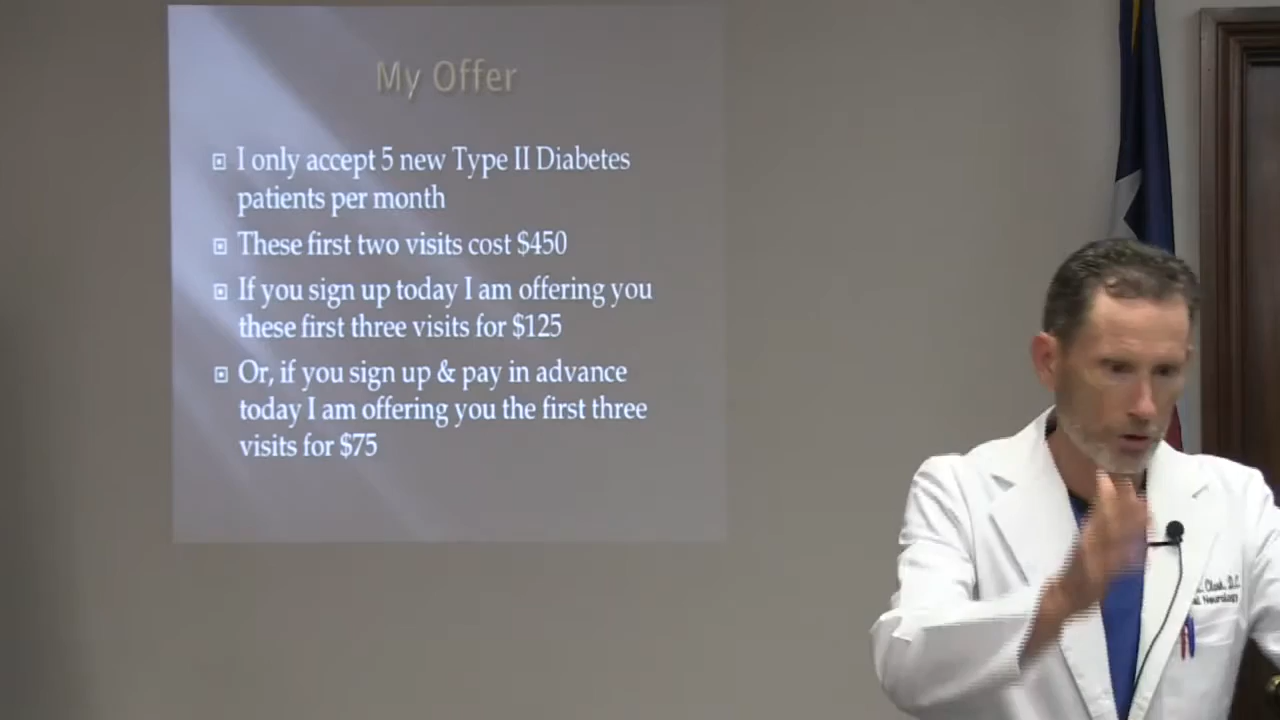 My Offer
I only accept 5 new Type II Diabetes
patients per month
These first two visits cost $450
If you sign up today I am offering you
these first three visits for $125
Or, if you sign up & pay in advance
today I am offering you the first three
visits for $75
Clark, D.C.
Neurology